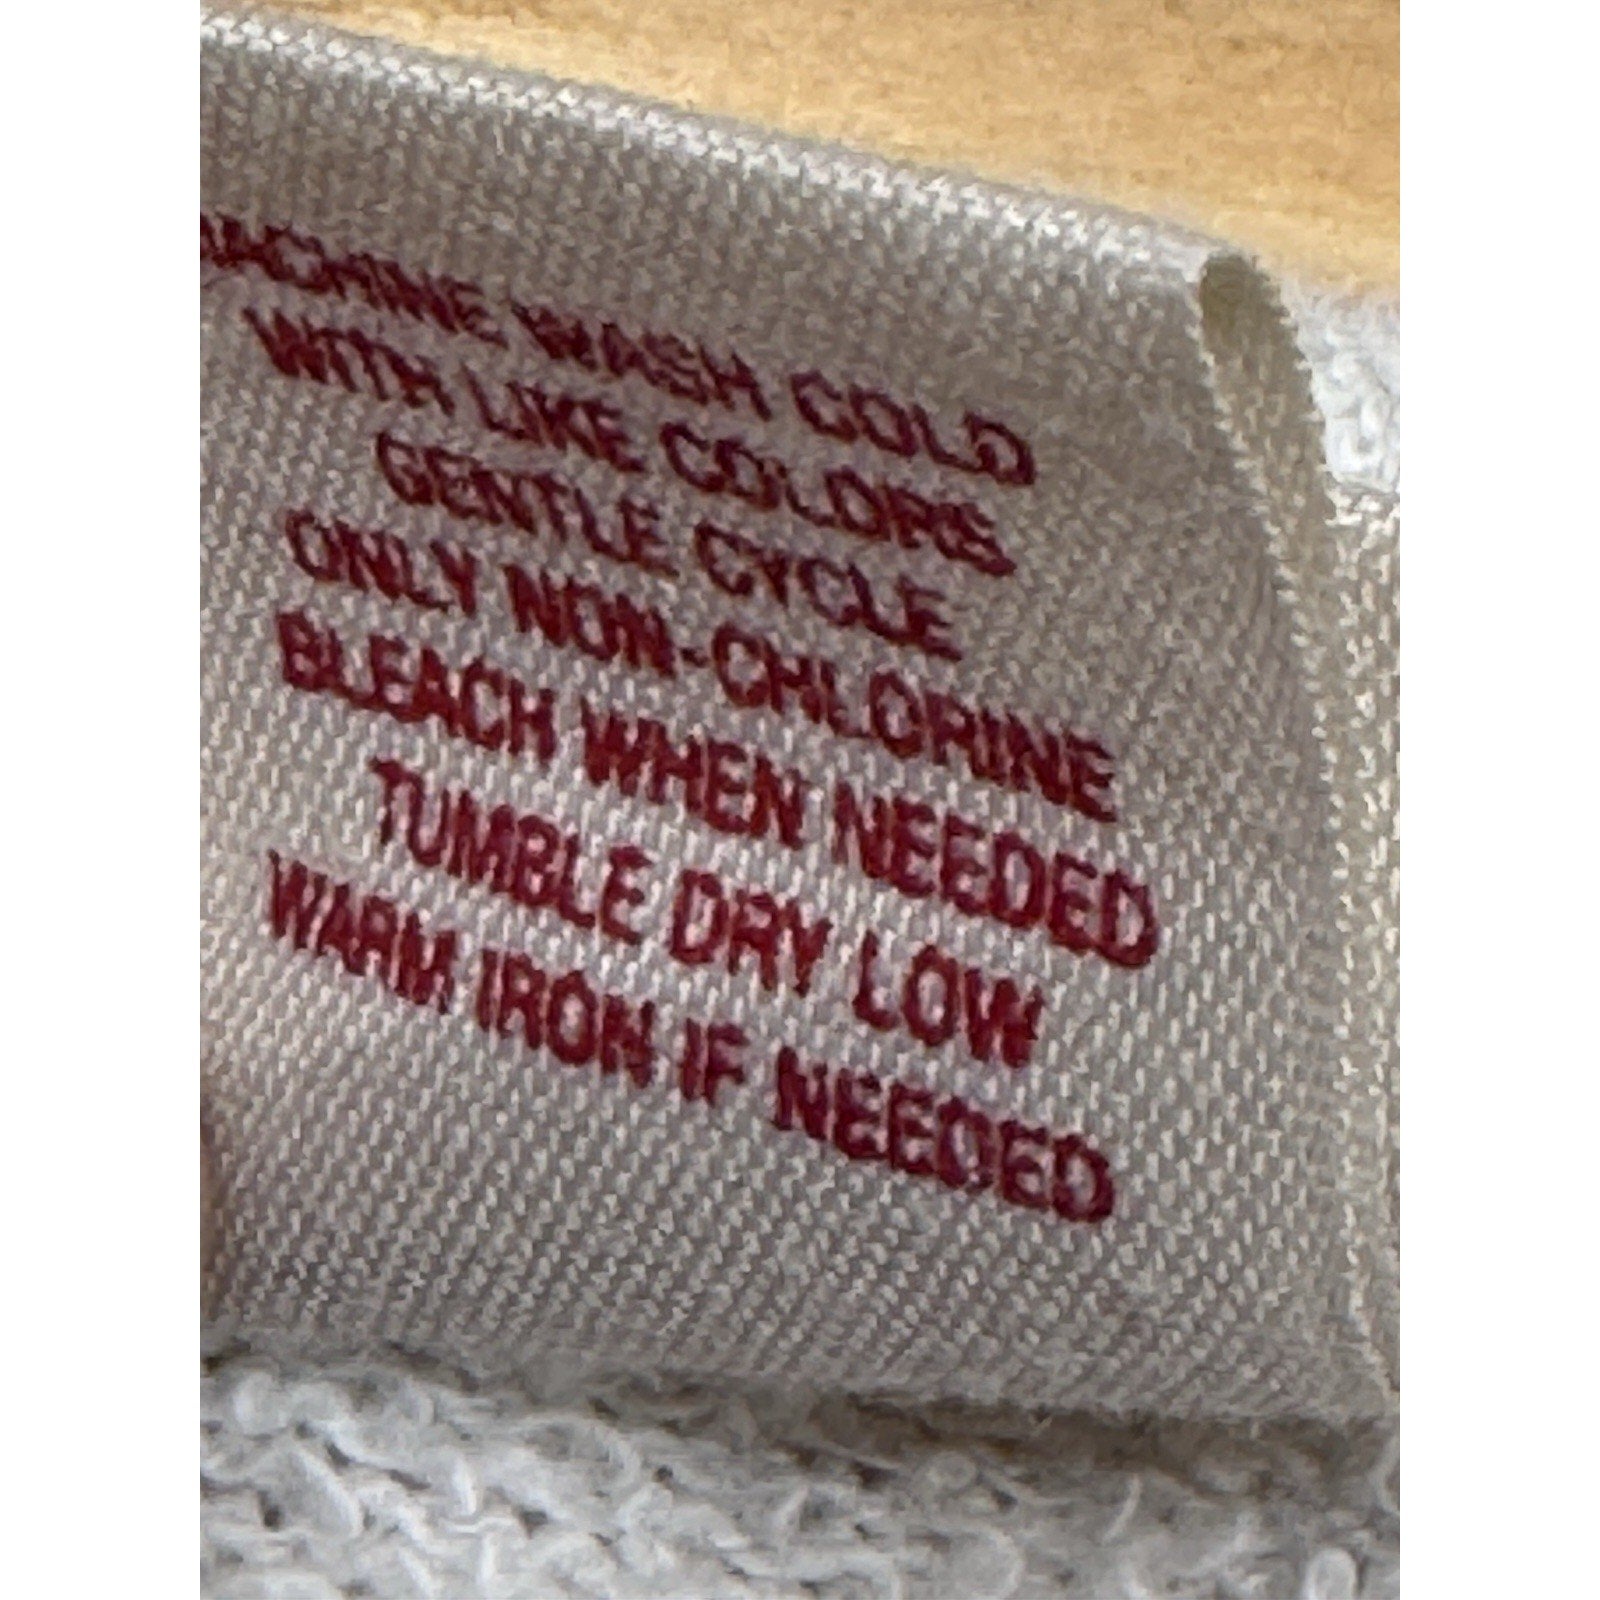 MACHINE WASH COLD
WITH LIKE COLORS
GENTLE CYCLE
ONLY NON-CHLORINE
BLEACH WHEN NEEDED
TUMBLE DRY LOW
WARM IRON IF NEEDED